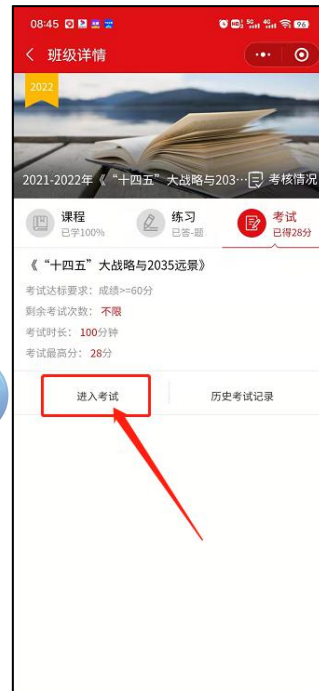 08:45
5G 4G 96
班级详情
2022
2021-2022年《“十四五”大战略与203… 考核情况
课程 练习 考试
已学100% 已答-题 已得28分
《“十四五”大战略与2035远景》
考试达标要求：成绩>=60分
剩余考试次数：不限
考试时长：100分钟
考试最高分：28分
进入考试 历史考试记录